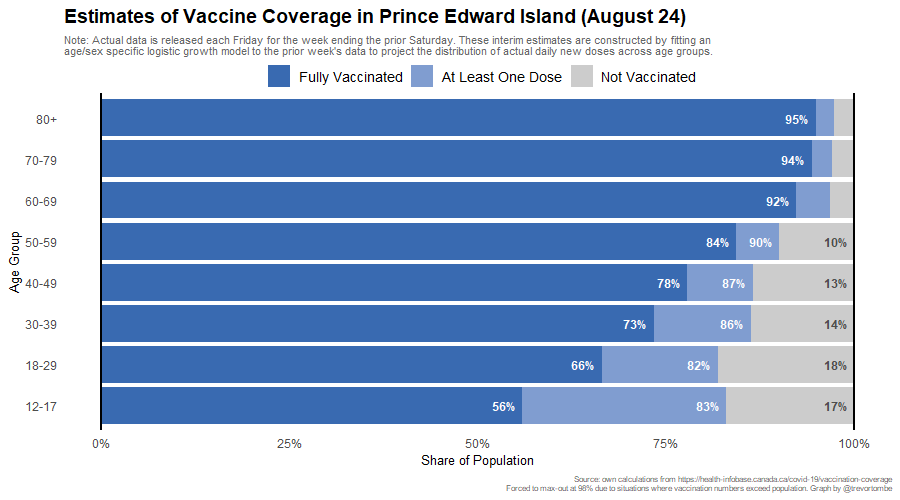 Estimates of Vaccine Coverage in Prince Edward Island (August 24)
Note: Actual data is released each Friday for the week ending the prior Saturday. These interim estimates are constructed by fitting an
age/sex specific logistic growth model to the prior week's data to project the distribution of actual daily new doses across age groups.
Fully Vaccinated At Least One Dose Not Vaccinated
80+ 95%
70-79 94%
60-69 92%
50-59 84% 90% 10%
40-49 78% 87% 13%
30-39 73% 86% 14%
18-29 66% 82% 18%
12-17 56% 83% 17%
Age Group
0% 25% 50% 75% 100%
Share of Population
Source: own calculations from https://health-infobase.canada.ca/covid-19/vaccination-coverage
Forced to max-out at 98% due to situations where vaccination numbers exceed population. Graph by @trevortombe